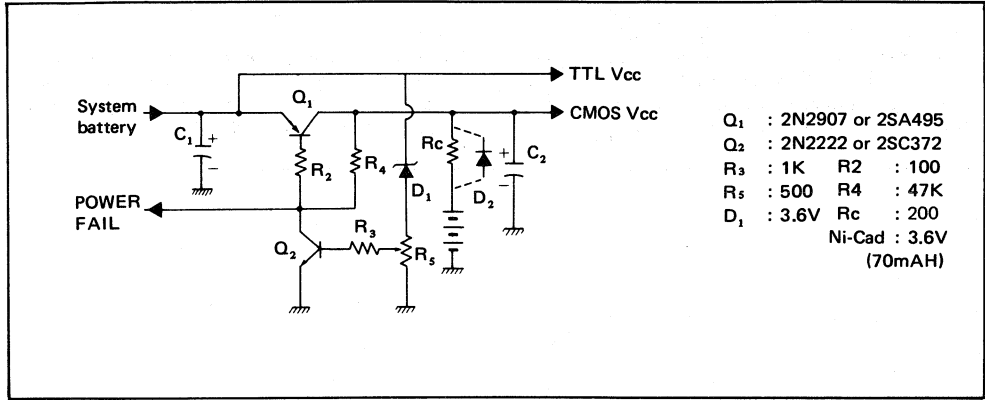 TTL Vcc
System
battery
Q₁
CMOS Vcc
C₁ +
−
R₂
R₄
Rc
D₁
D₂
+ C₂
−
POWER
FAIL
Q₂
R₃
R₅
Q₁ : 2N2907 or 2SA495
Q₂ : 2N2222 or 2SC372
R₃ : 1K R2 : 100
R₅ : 500 R4 : 47K
D₁ : 3.6V Rc : 200
Ni-Cad : 3.6V
(70mAH)